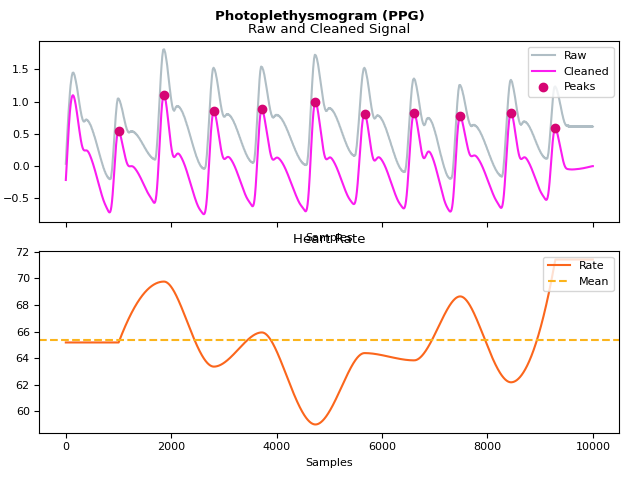 Photoplethysmogram (PPG)
Raw and Cleaned Signal
Raw
Cleaned
Peaks
1.5
1.0
0.5
0.0
−0.5
Samples
Heart Rate
Rate
Mean
72
70
68
66
64
62
60
0 2000 4000 6000 8000 10000
Samples